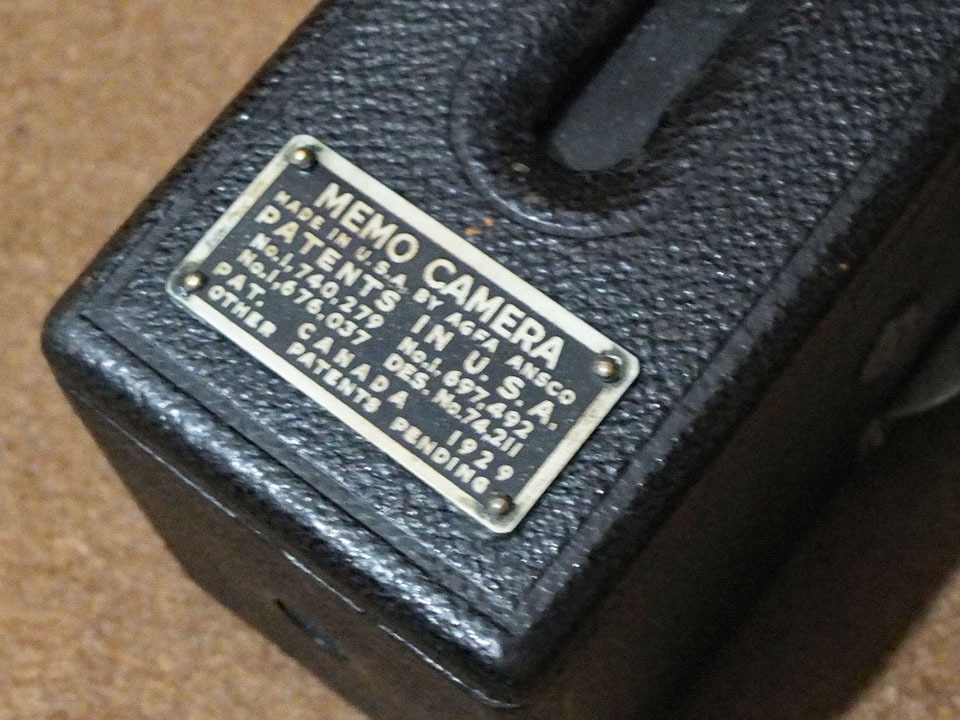 MEMO CAMERA
MADE IN U.S.A. BY AGFA ANSCO
PATENTS IN U. S. A.
No.1,740,279 No.1,697,492
No.1,676,037 DES. No.74,211
PAT. CANADA 1929
OTHER PATENTS PENDING